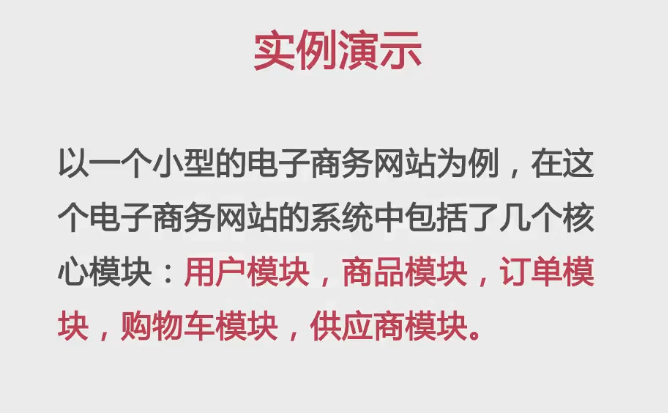 实例演示
以一个小型的电子商务网站为例，在这
个电子商务网站的系统中包括了几个核
心模块：用户模块，商品模块，订单模
块，购物车模块，供应商模块。